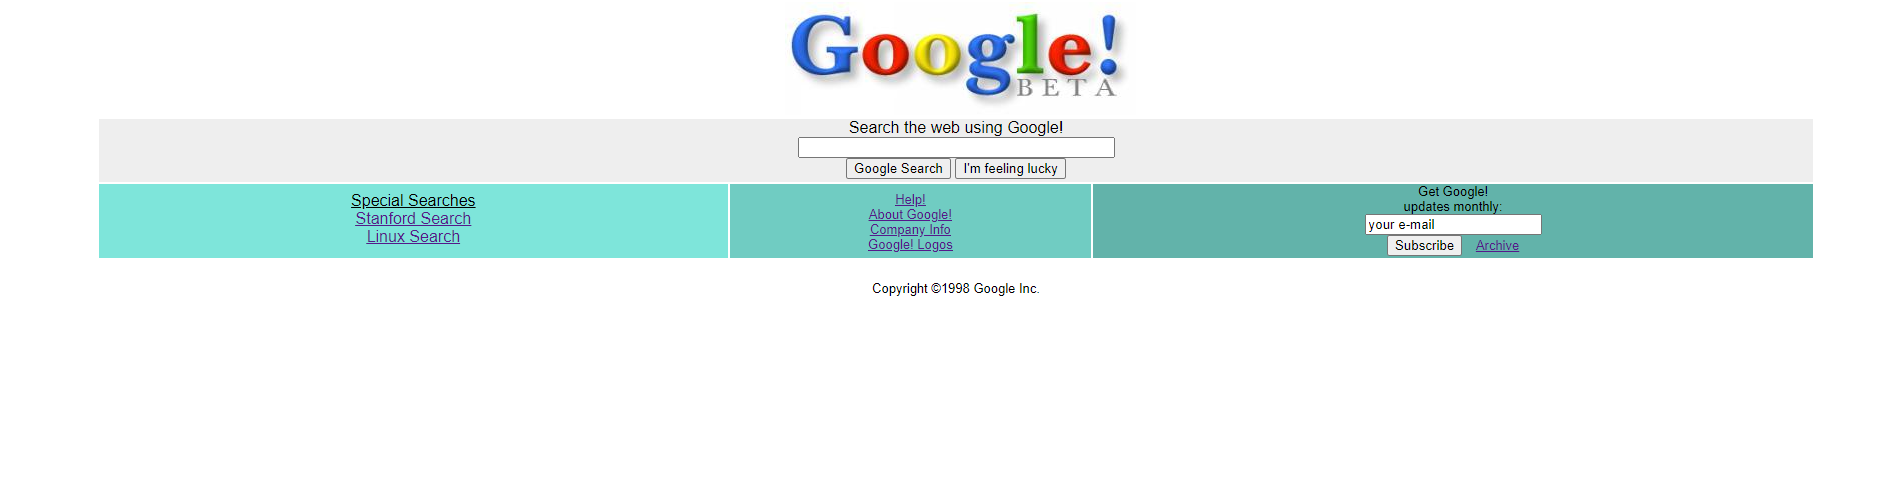 Google!
BETA
Search the web using Google!
Google Search I'm feeling lucky
Special Searches
Stanford Search
Linux Search
Help!
About Google!
Company Info
Google! Logos
Get Google!
updates monthly:
your e-mail
Subscribe Archive
Copyright ©1998 Google Inc.